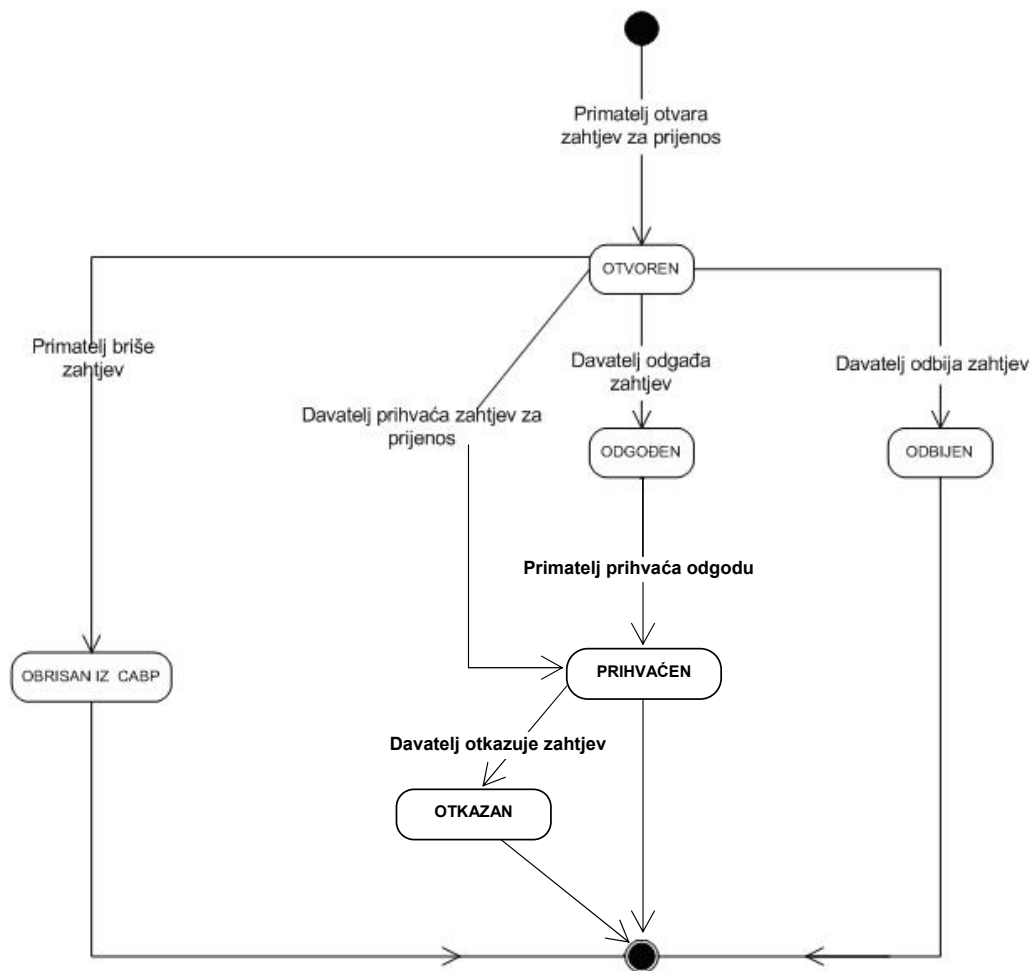 Primatelj otvara
zahtjev za prijenos
OTVOREN
Primatelj briše
zahtjev
Davatelj odgađa
zahtjev
Davatelj odbija zahtjev
Davatelj prihvaća zahtjev za
prijenos
ODGOĐEN
ODBIJEN
Primatelj prihvaća odgodu
OBRISAN IZ CABP
PRIHVAĆEN
Davatelj otkazuje zahtjev
OTKAZAN